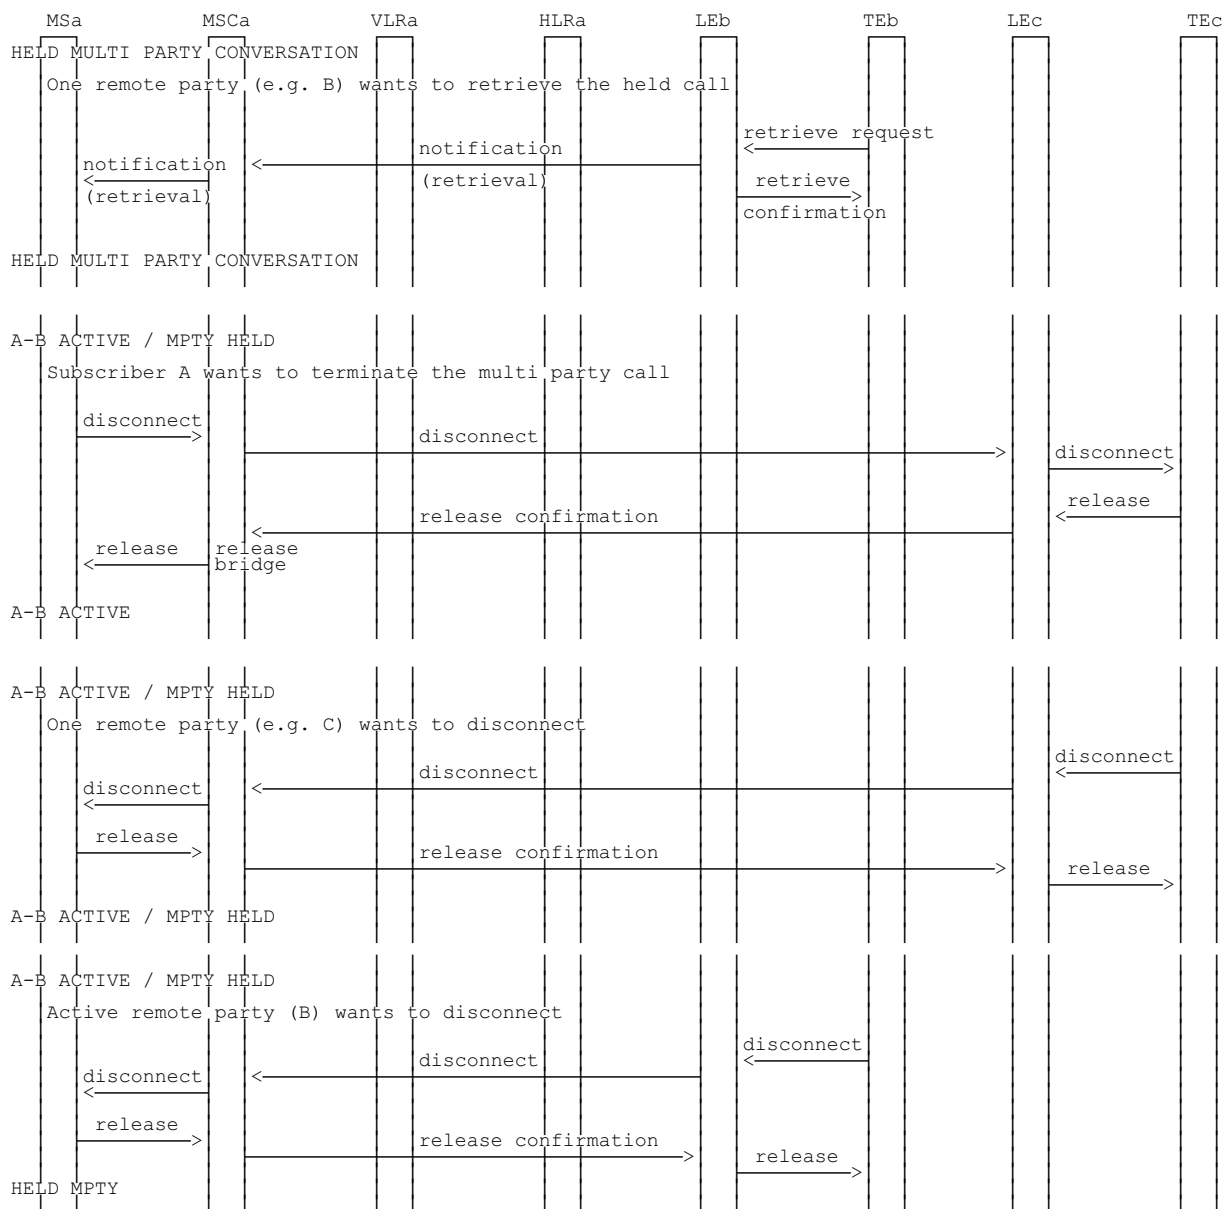 MSa MSCa VLRa HLRa LEb TEb LEc TEc
HELD MULTI PARTY CONVERSATION
One remote party (e.g. B) wants to retrieve the held call
retrieve request
notification
notification
(retrieval)
retrieve
(retrieval)
confirmation
HELD MULTI PARTY CONVERSATION
A-B ACTIVE / MPTY HELD
Subscriber A wants to terminate the multi party call
disconnect
disconnect
disconnect
release
release confirmation
release release
bridge
A-B ACTIVE
A-B ACTIVE / MPTY HELD
One remote party (e.g. C) wants to disconnect
disconnect
disconnect
disconnect
release
release confirmation
release
A-B ACTIVE / MPTY HELD
A-B ACTIVE / MPTY HELD
Active remote party (B) wants to disconnect
disconnect
disconnect
disconnect
release
release confirmation
release
HELD MPTY